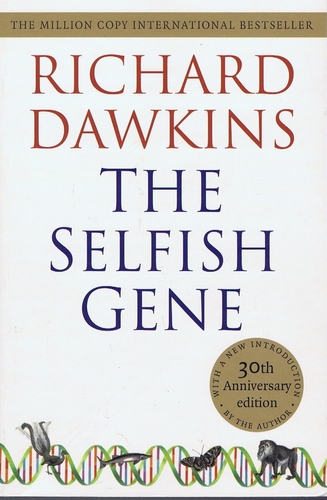 THE MILLION COPY INTERNATIONAL BESTSELLER
RICHARD
DAWKINS
THE
SELFISH
GENE
WITH A NEW INTRODUCTION
30th
Anniversary
edition
• BY THE AUTHOR •